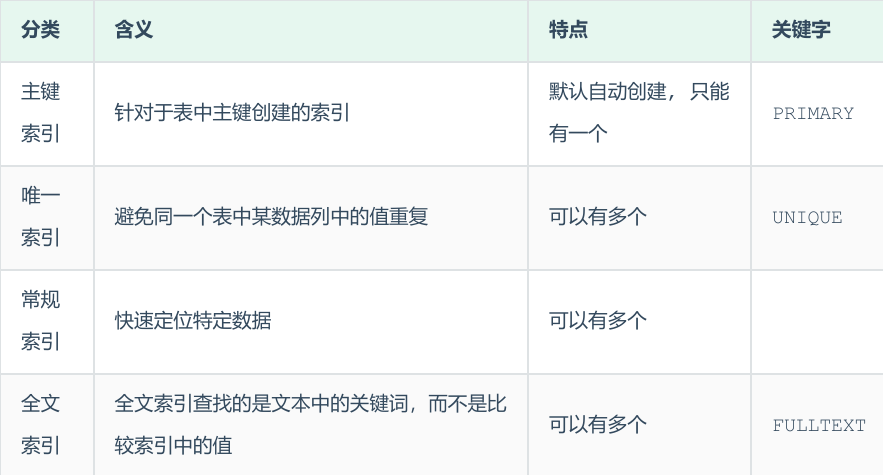 分类 含义 特点 关键字
主键
索引
针对于表中主键创建的索引
默认自动创建， 只能
有一个
PRIMARY
唯一
索引
避免同一个表中某数据列中的值重复
可以有多个
UNIQUE
常规
索引
快速定位特定数据
可以有多个
全文
索引
全文索引查找的是文本中的关键词，而不是比
较索引中的值
可以有多个
FULLTEXT